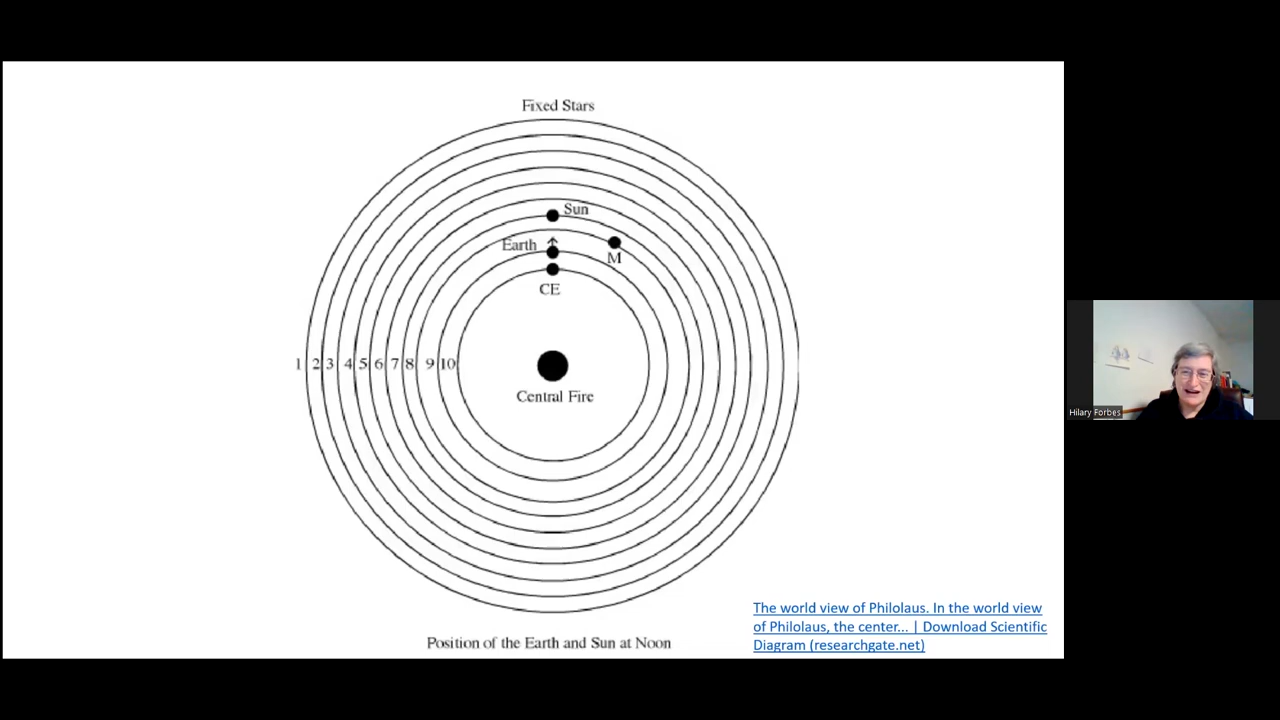 Fixed Stars
Sun
Earth
M
CE
1 2 3 4 5 6 7 8 9 10
Central Fire
Hilary Forbes
The world view of Philolaus. In the world view
of Philolaus, the center... | Download Scientific
Diagram (researchgate.net)
Position of the Earth and Sun at Noon